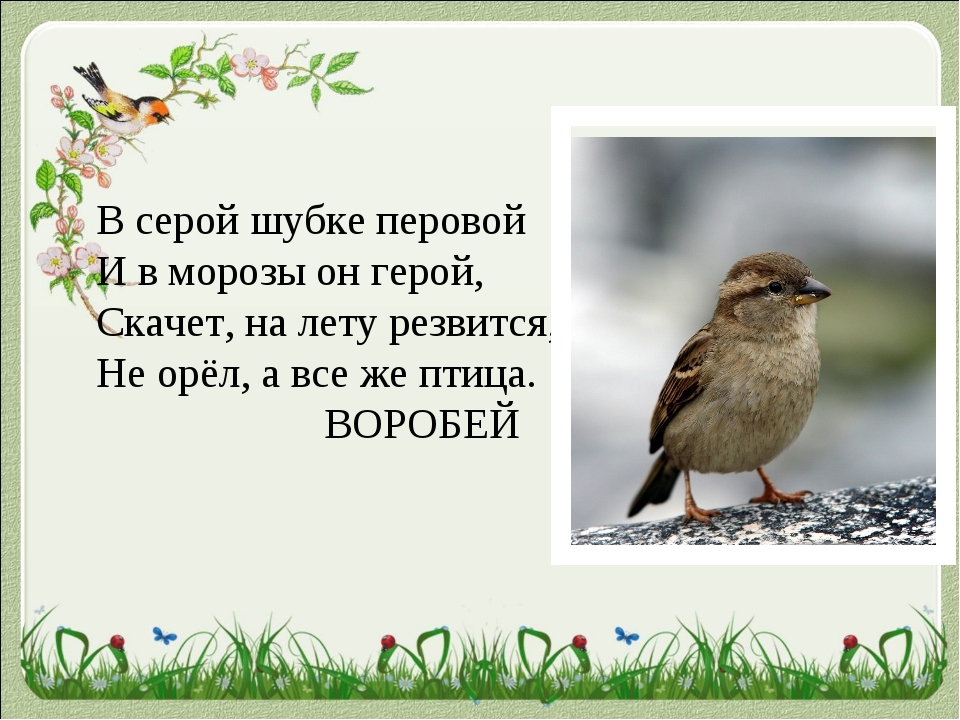 В серой шубке перовой
И в морозы он герой,
Скачет, на лету резвится,
Не орёл, а все же птица.
ВОРОБЕЙ